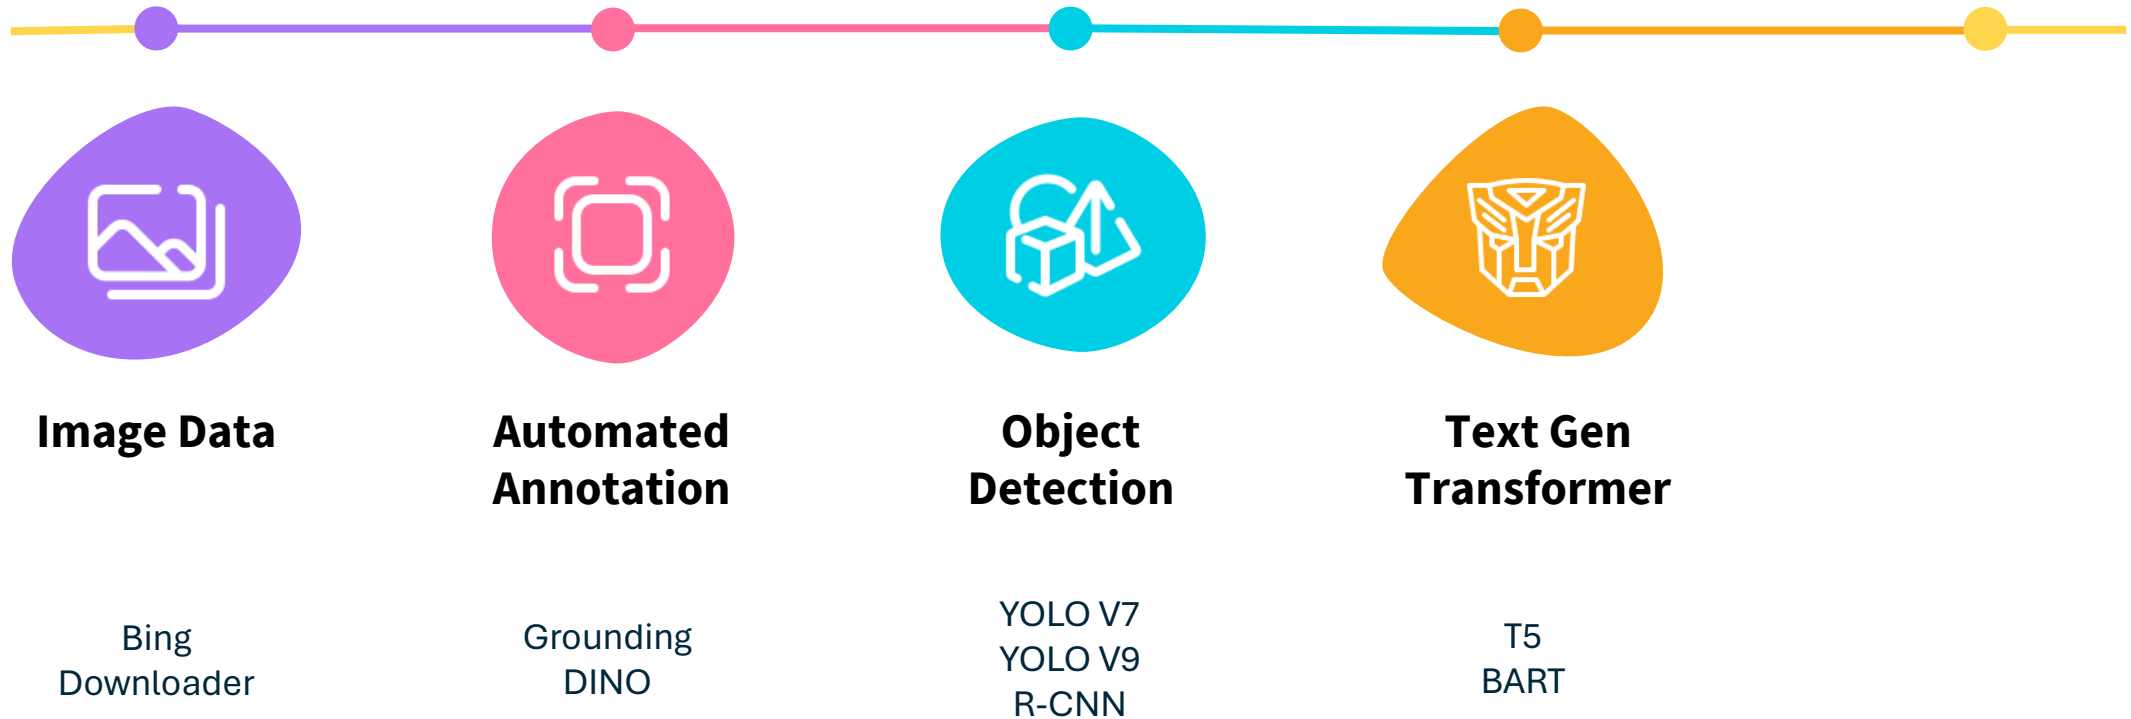 Image Data
Automated
Annotation
Object
Detection
Text Gen
Transformer
Bing
Downloader
Grounding
DINO
YOLO V7
YOLO V9
R-CNN
T5
BART